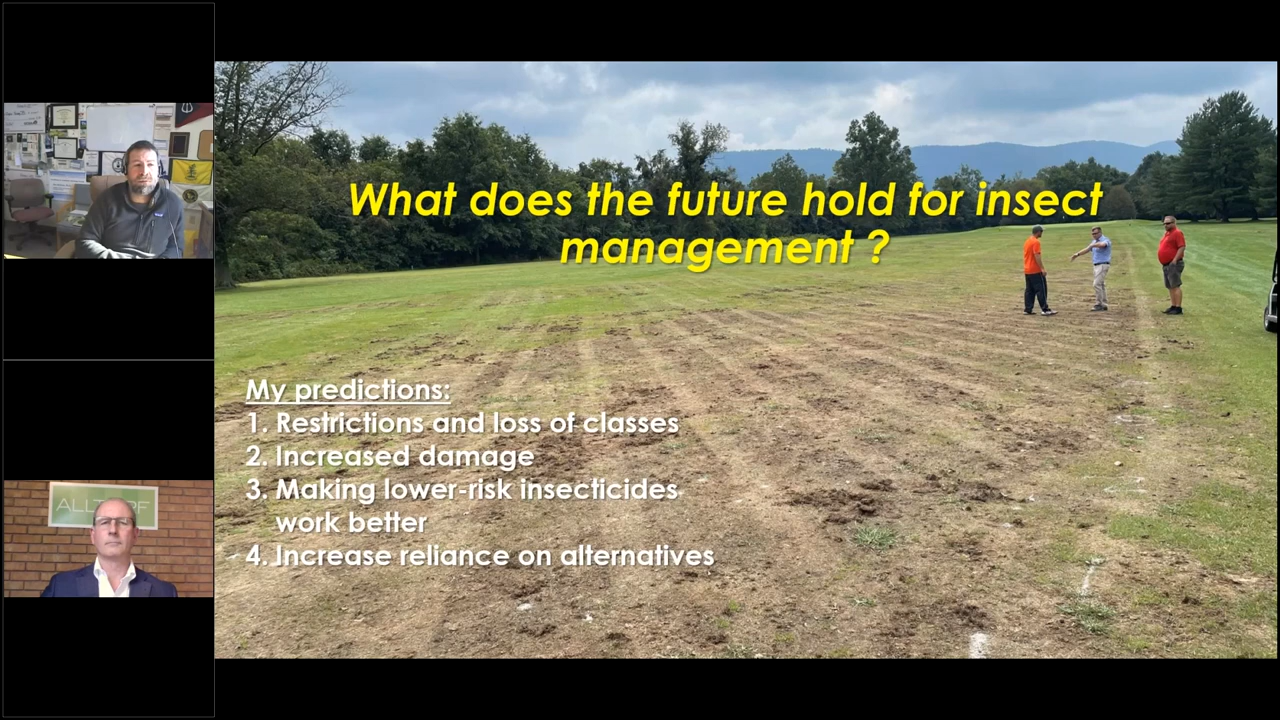 What does the future hold for insect
management ?
My predictions:
1. Restrictions and loss of classes
2. Increased damage
3. Making lower-risk insecticides
work better
4. Increase reliance on alternatives